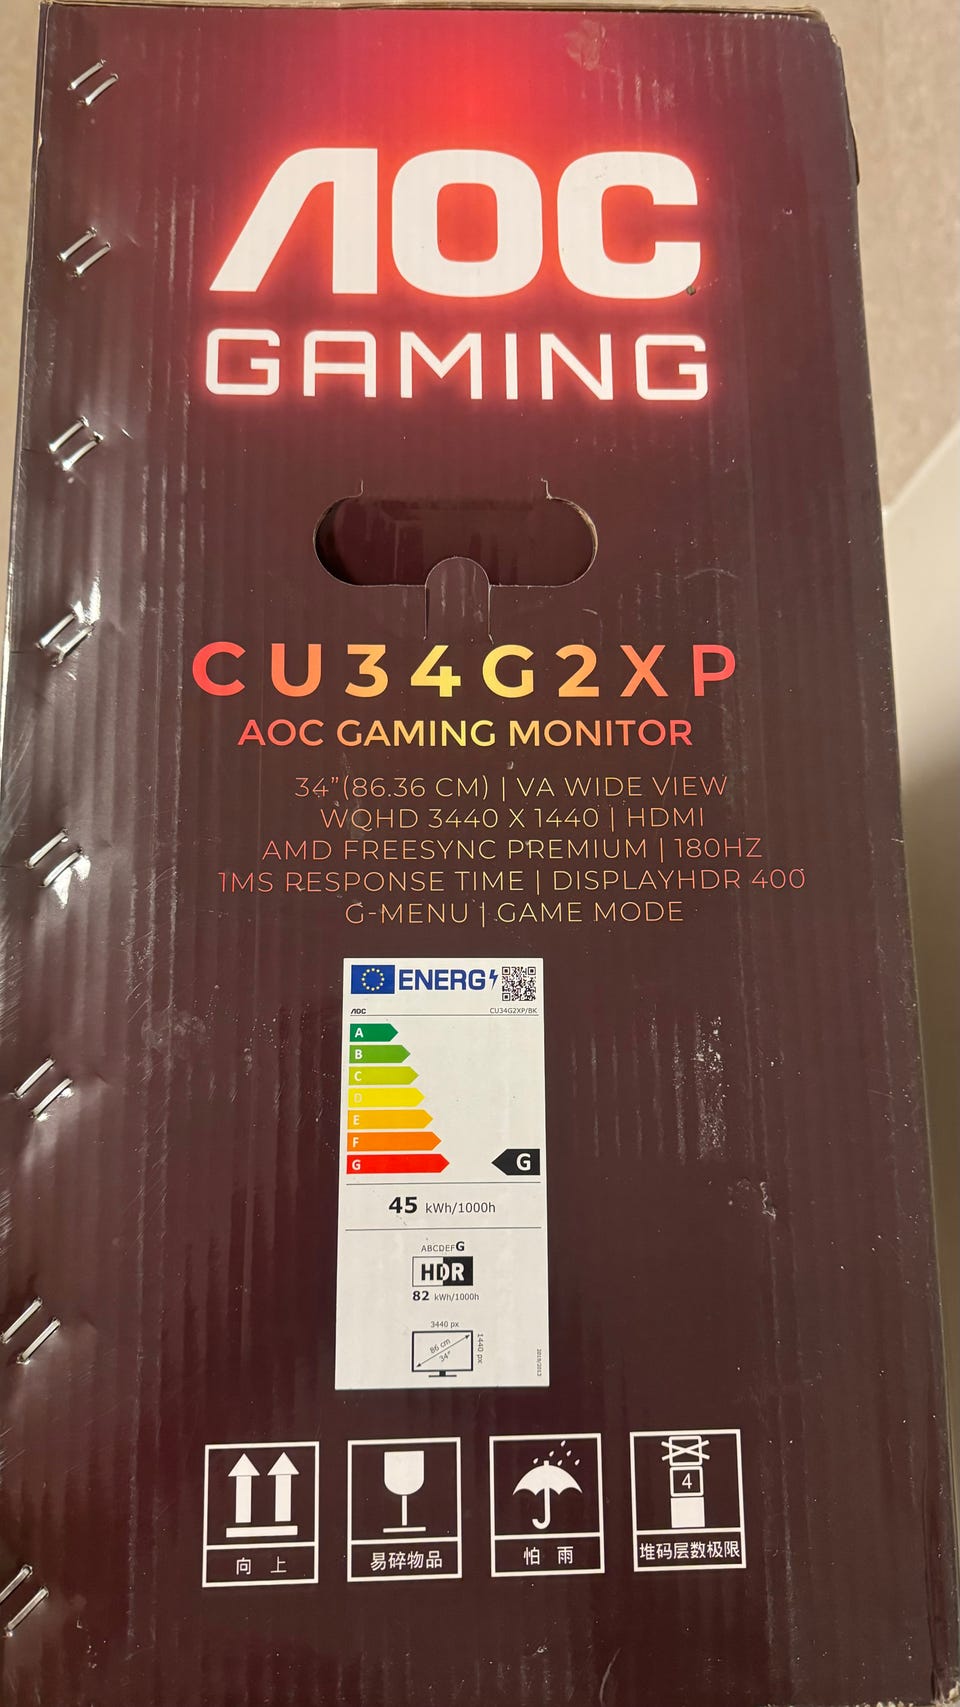 AOC
GAMING
CU34G2XP
AOC GAMING MONITOR
34”(86.36 CM) | VA WIDE VIEW
WQHD 3440 X 1440 | HDMI
AMD FREESYNC PREMIUM | 180HZ
1MS RESPONSE TIME | DISPLAYHDR 400
G-MENU | GAME MODE
ENERG
AOC CU34G2XP/BK
A
B
C
D
E
F
G G
45 kWh/1000h
ABCDEFG
HDR
82 kWh/1000h
3440 px
86 cm
34"
1440 px
2019/2013
4
向 上
易碎物品
怕 雨
堆码层数极限